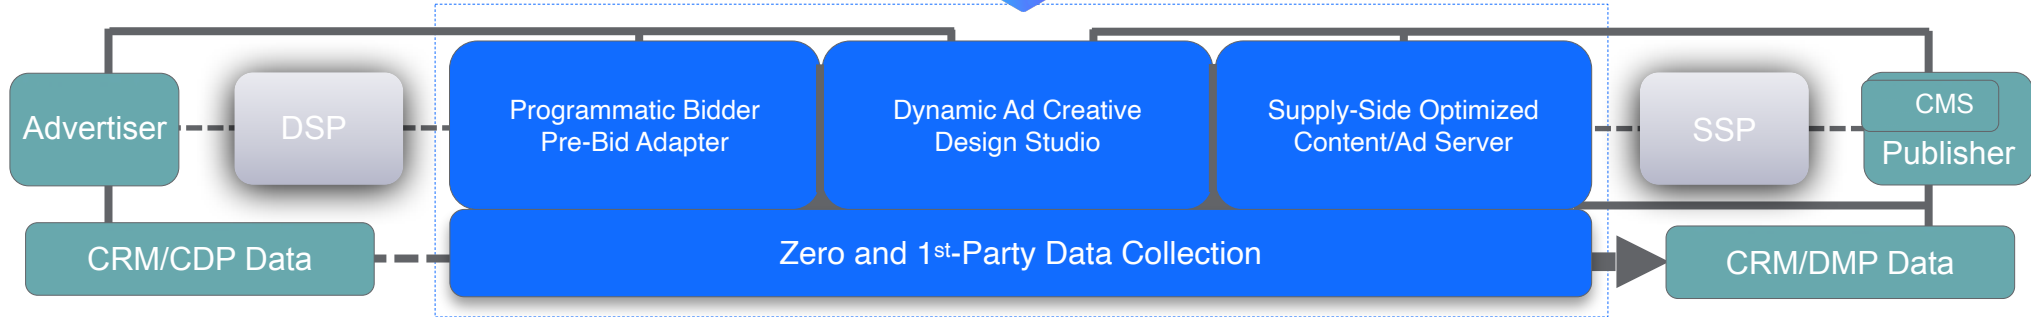 Advertiser
DSP
Programmatic Bidder
Pre-Bid Adapter
Dynamic Ad Creative
Design Studio
Supply-Side Optimized
Content/Ad Server
SSP
CMS
Publisher
CRM/CDP Data
Zero and 1st-Party Data Collection
CRM/DMP Data